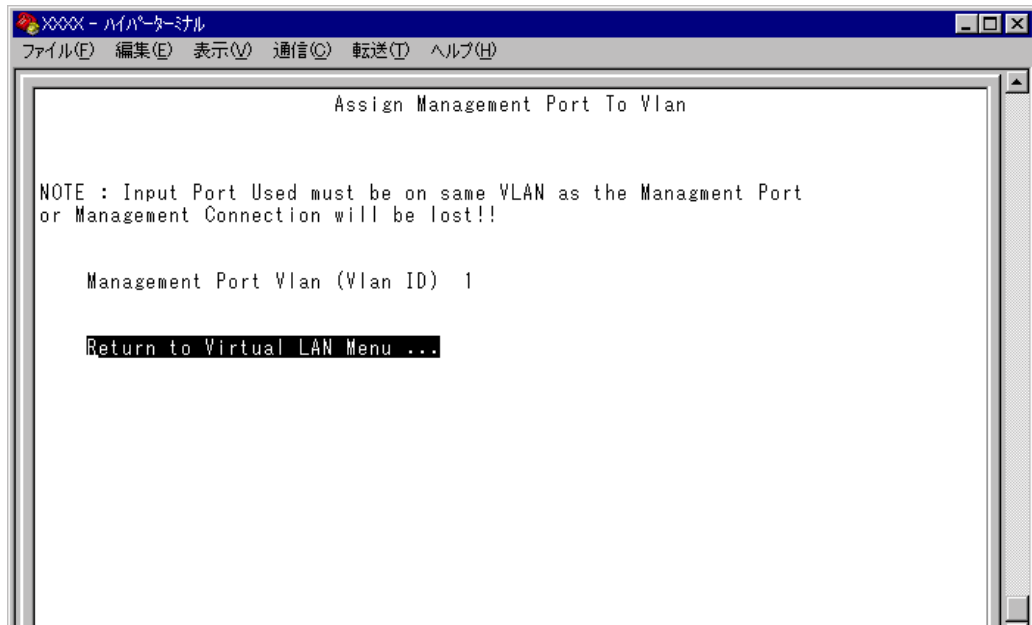 XXXX - ハイパーターミナル
ファイル(F) 編集(E) 表示(V) 通信(C) 転送(T) ヘルプ(H)
Assign Management Port To Vlan
NOTE : Input Port Used must be on same VLAN as the Managment Port
or Management Connection will be lost!!
Management Port Vlan (Vlan ID) 1
Return to Virtual LAN Menu ...